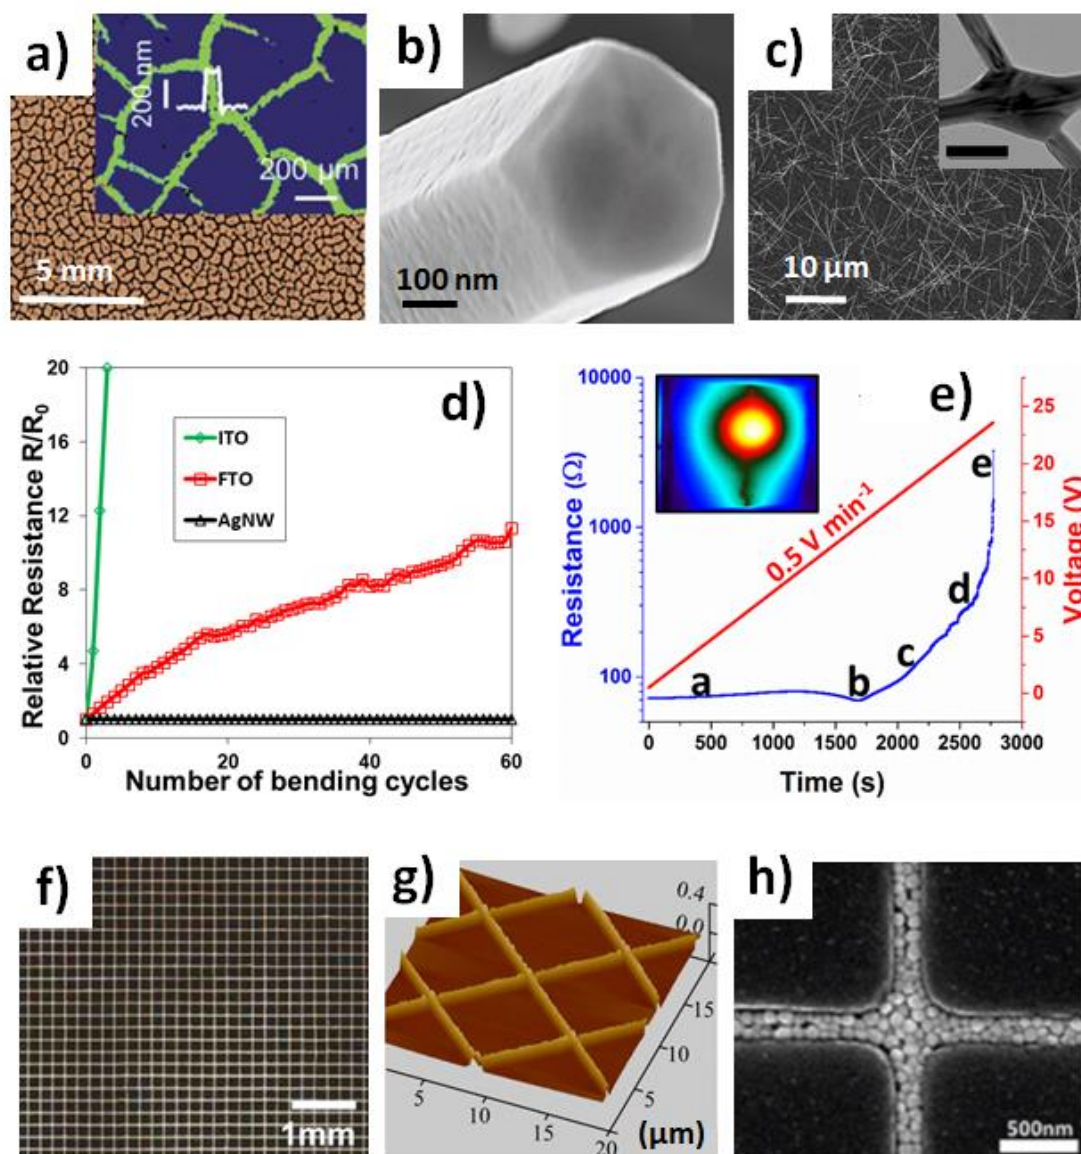 a)
200 nm
200 µm
5 mm
b)
100 nm
c)
10 µm
d)
Relative Resistance R/R₀
20
16
12
8
4
0
ITO
FTO
AgNW
0
20
40
60
Number of bending cycles
e)
Resistance (Ω)
10000
1000
100
0.5 V min⁻¹
a
b
c
d
e
25
20
15
10
5
0
Voltage (V)
0
500
1000
1500
2000
2500
3000
Time (s)
f)
1mm
g)
0.4
0.0
15
10
5
5
10
15
20
(µm)
h)
500nm